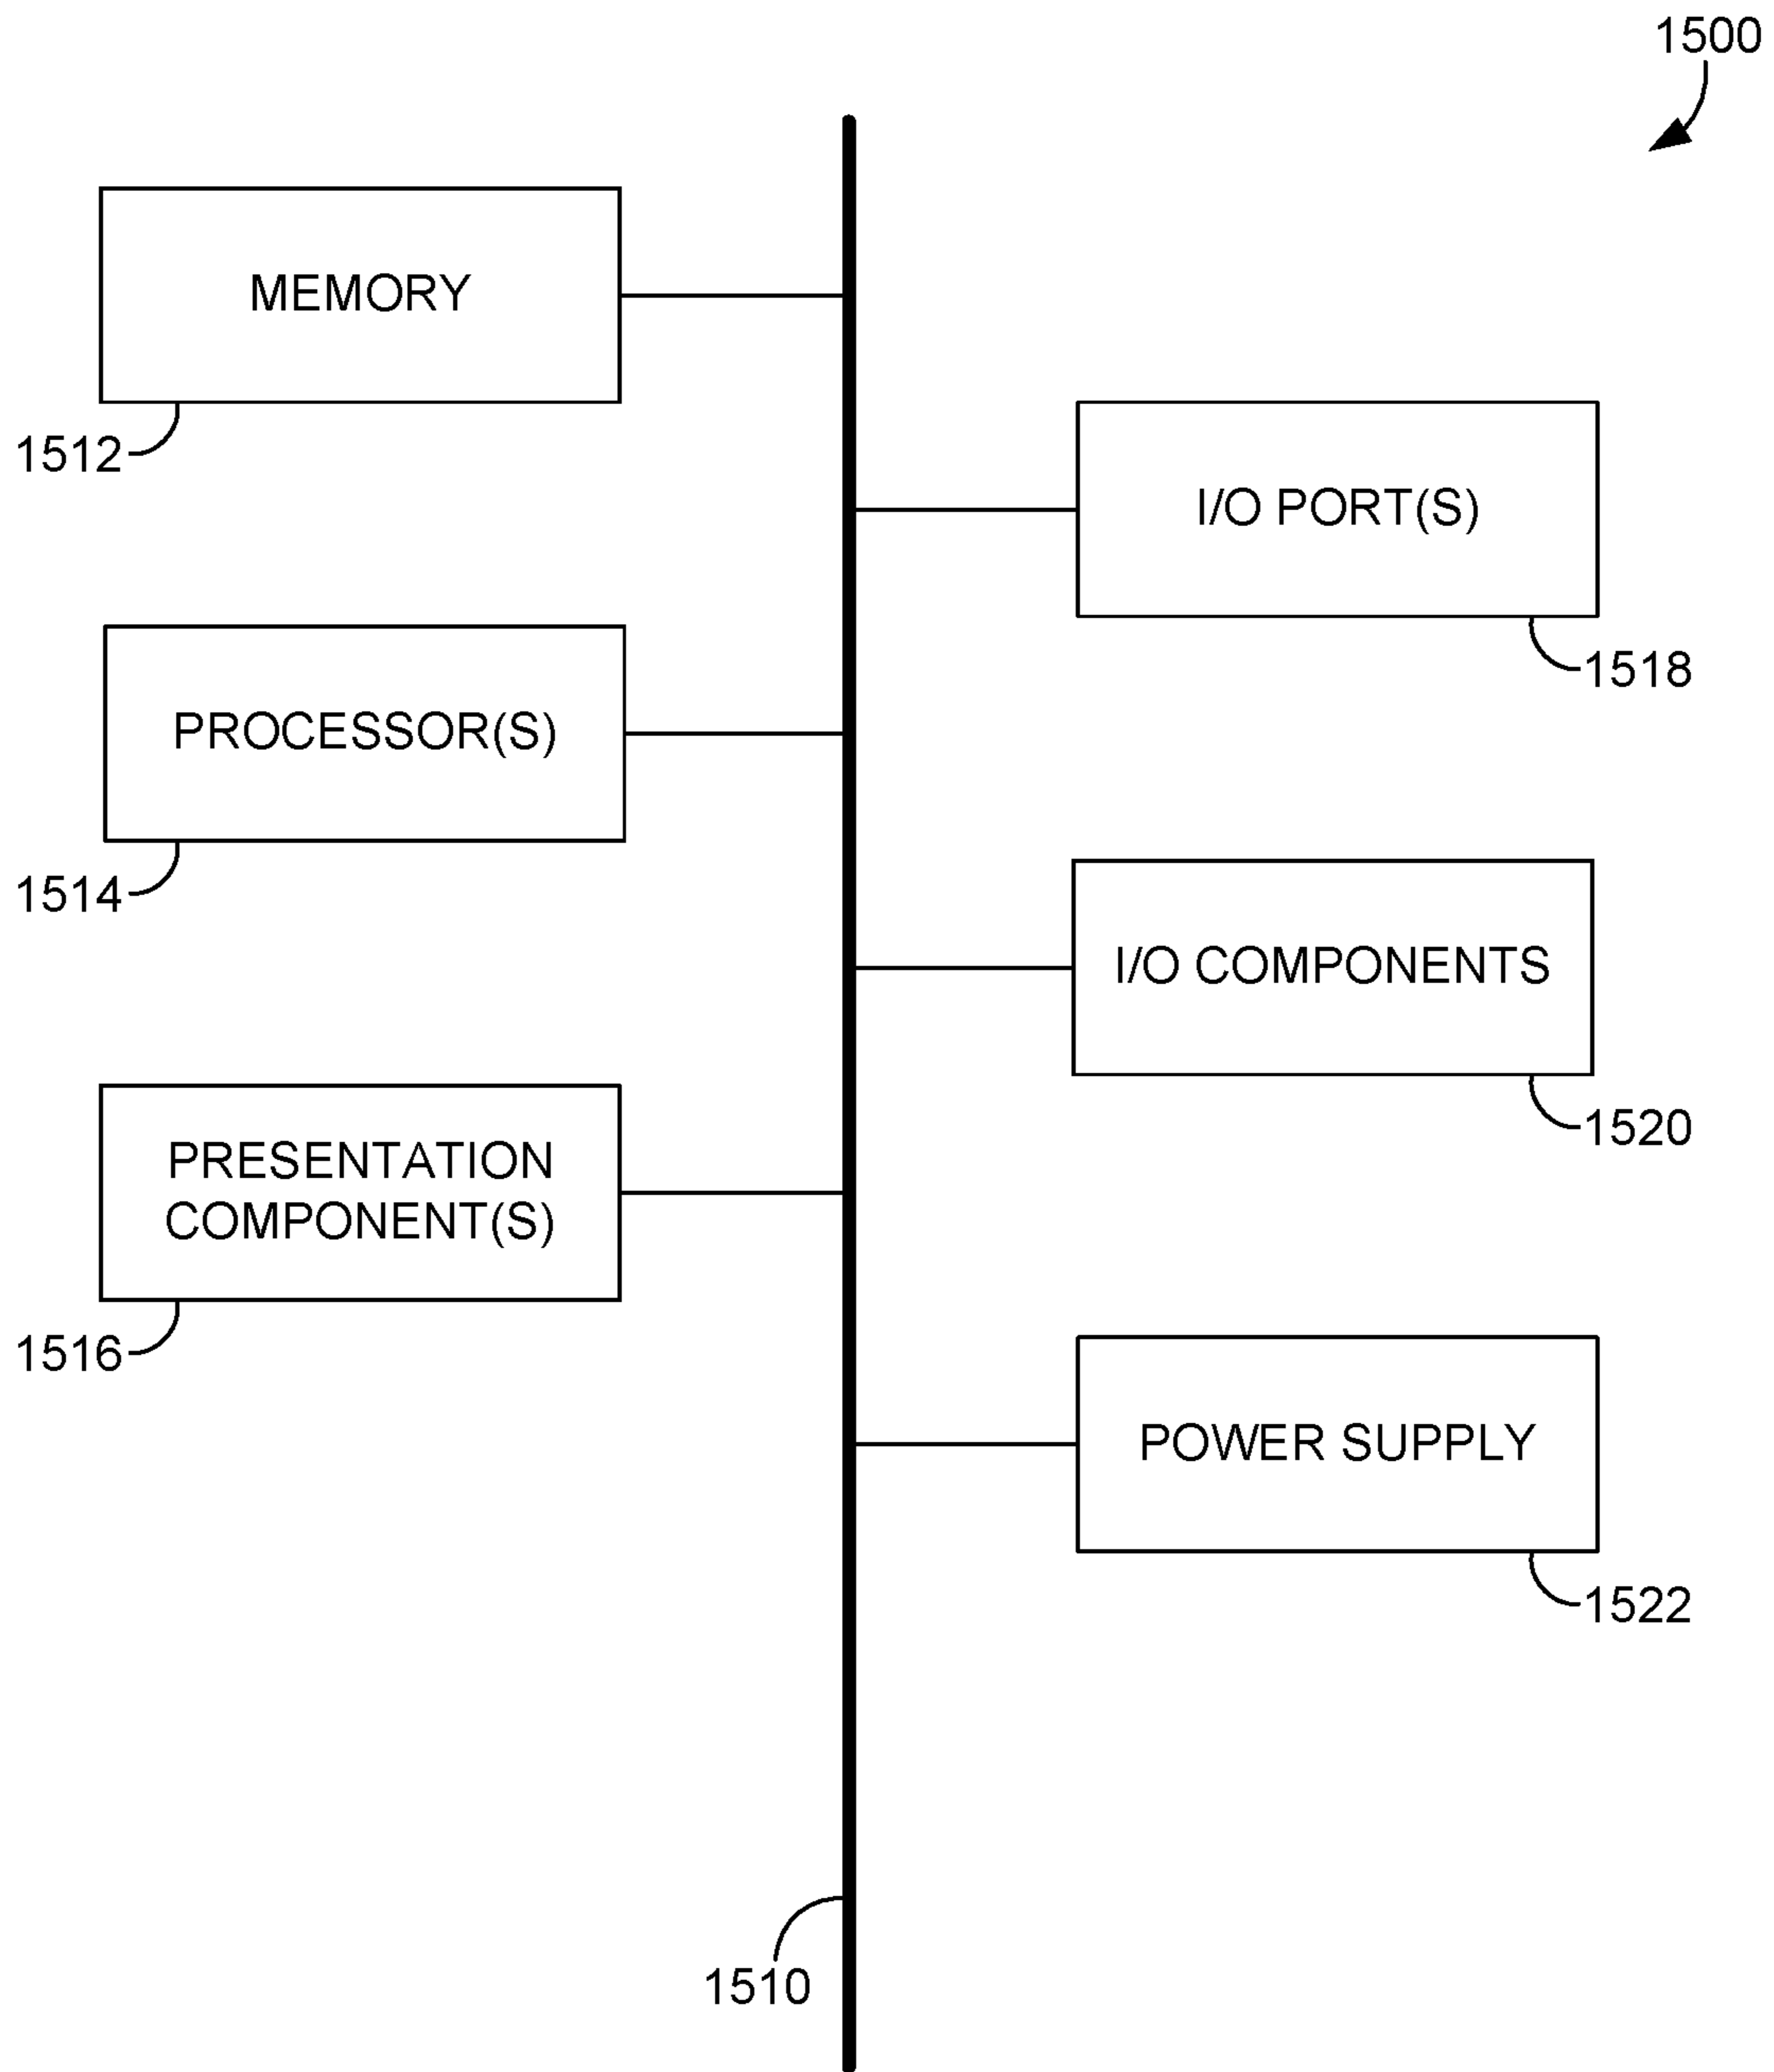 1500
MEMORY
1512
I/O PORT(S)
1518
PROCESSOR(S)
1514
I/O COMPONENTS
1520
PRESENTATION
COMPONENT(S)
1516
POWER SUPPLY
1522
1510